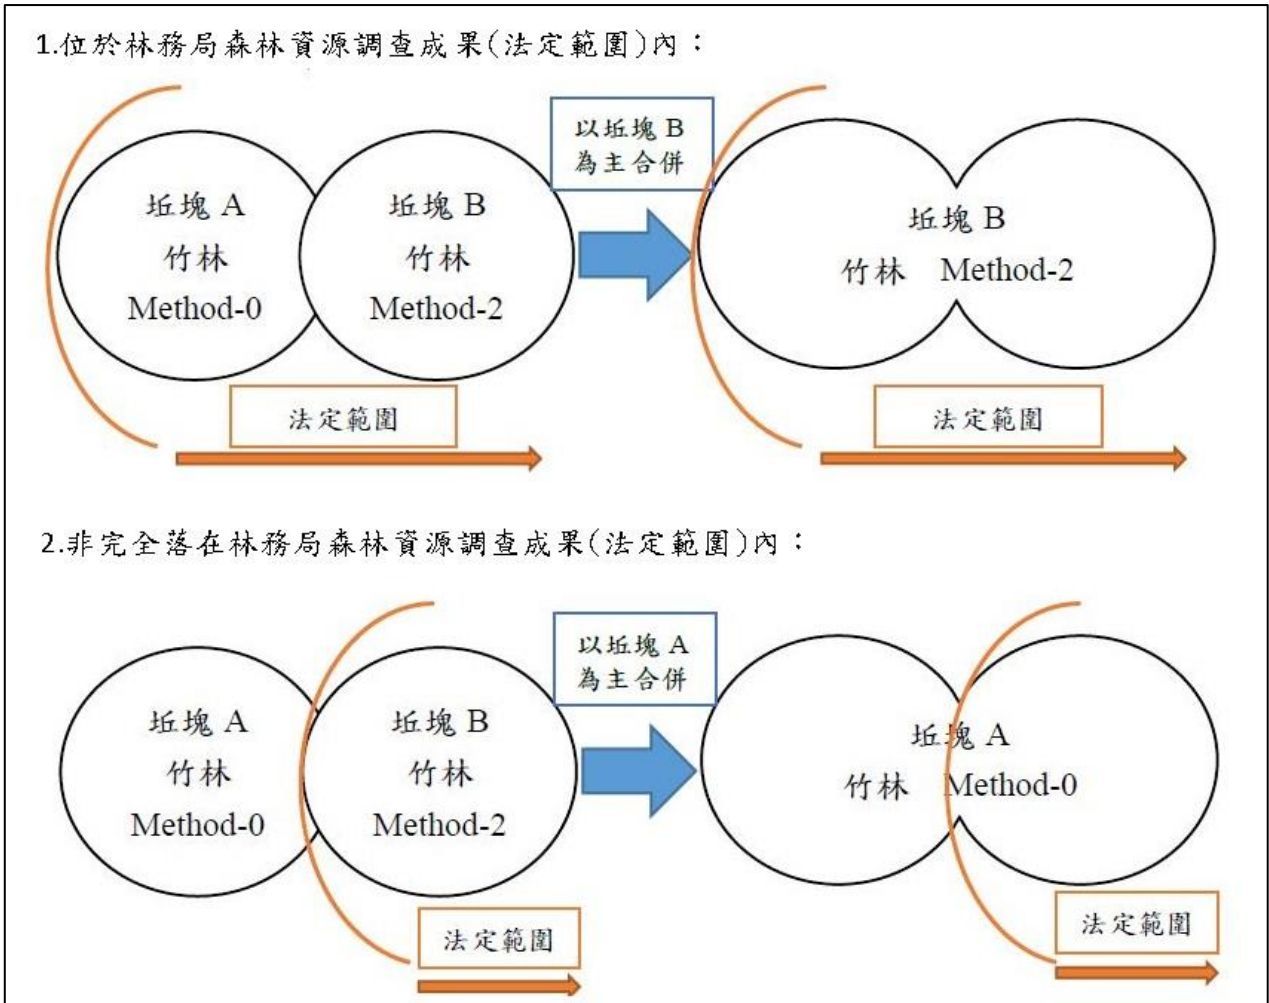 1.位於林務局森林資源調查成果(法定範圍)內：
以坵塊 B
為主合併
坵塊 A
竹林
Method-0
坵塊 B
竹林
Method-2
坵塊 B
竹林 Method-2
法定範圍
法定範圍
2.非完全落在林務局森林資源調查成果(法定範圍)內：
以坵塊 A
為主合併
坵塊 A
竹林
Method-0
坵塊 B
竹林
Method-2
坵塊 A
竹林 Method-0
法定範圍
法定範圍